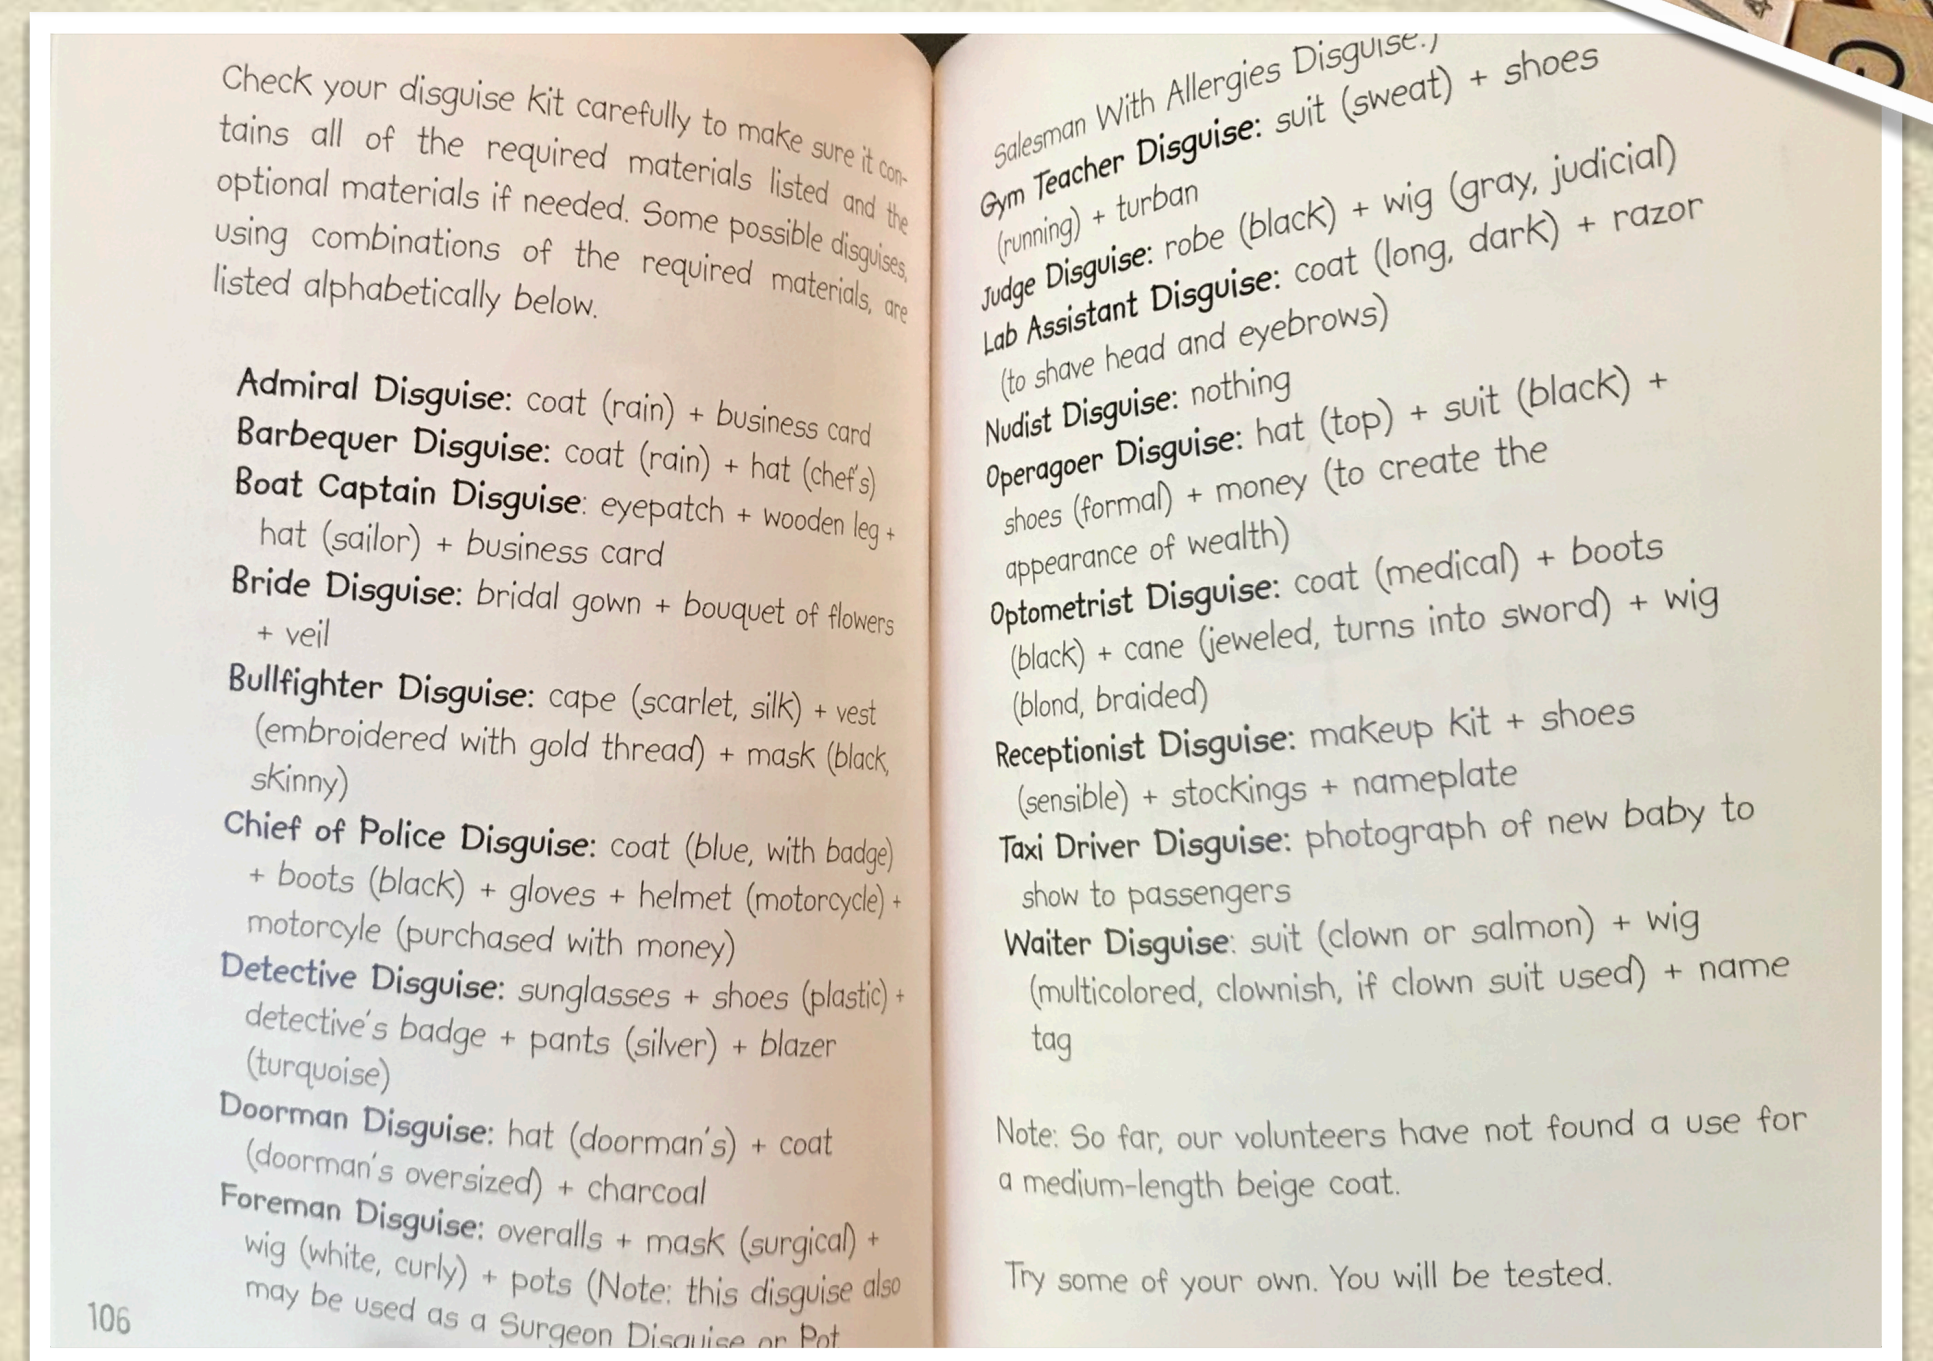 Check your disguise kit carefully to make sure it con-
tains all of the required materials listed and the
optional materials if needed. Some possible disguises,
using combinations of the required materials, are
listed alphabetically below.
Admiral Disguise: coat (rain) + business card
Barbequer Disguise: coat (rain) + hat (chef's)
Boat Captain Disguise: eyepatch + wooden leg +
hat (sailor) + business card
Bride Disguise: bridal gown + bouquet of flowers
+ veil
Bullfighter Disguise: cape (scarlet, silk) + vest
(embroidered with gold thread) + mask (black,
skinny)
Chief of Police Disguise: coat (blue, with badge)
+ boots (black) + gloves + helmet (motorcycle) +
motorcyle (purchased with money)
Detective Disguise: sunglasses + shoes (plastic) +
detective's badge + pants (silver) + blazer
(turquoise)
Doorman Disguise: hat (doorman's) + coat
(doorman's oversized) + charcoal
Foreman Disguise: overalls + mask (surgical) +
wig (white, curly) + pots (Note: this disguise also
may be used as a Surgeon Disguise or Pot
106
Salesman With Allergies Disguise.)
Gym Teacher Disguise: suit (sweat) + shoes
(running) + turban
Judge Disguise: robe (black) + wig (gray, judicial)
Lab Assistant Disguise: coat (long, dark) + razor
(to shave head and eyebrows)
Nudist Disguise: nothing
Operagoer Disguise: hat (top) + suit (black) +
shoes (formal) + money (to create the
appearance of wealth)
Optometrist Disguise: coat (medical) + boots
(black) + cane (jeweled, turns into sword) + wig
(blond, braided)
Receptionist Disguise: makeup kit + shoes
(sensible) + stockings + nameplate
Taxi Driver Disguise: photograph of new baby to
show to passengers
Waiter Disguise: suit (clown or salmon) + wig
(multicolored, clownish, if clown suit used) + name
tag
Note: So far, our volunteers have not found a use for
a medium-length beige coat.
Try some of your own. You will be tested.